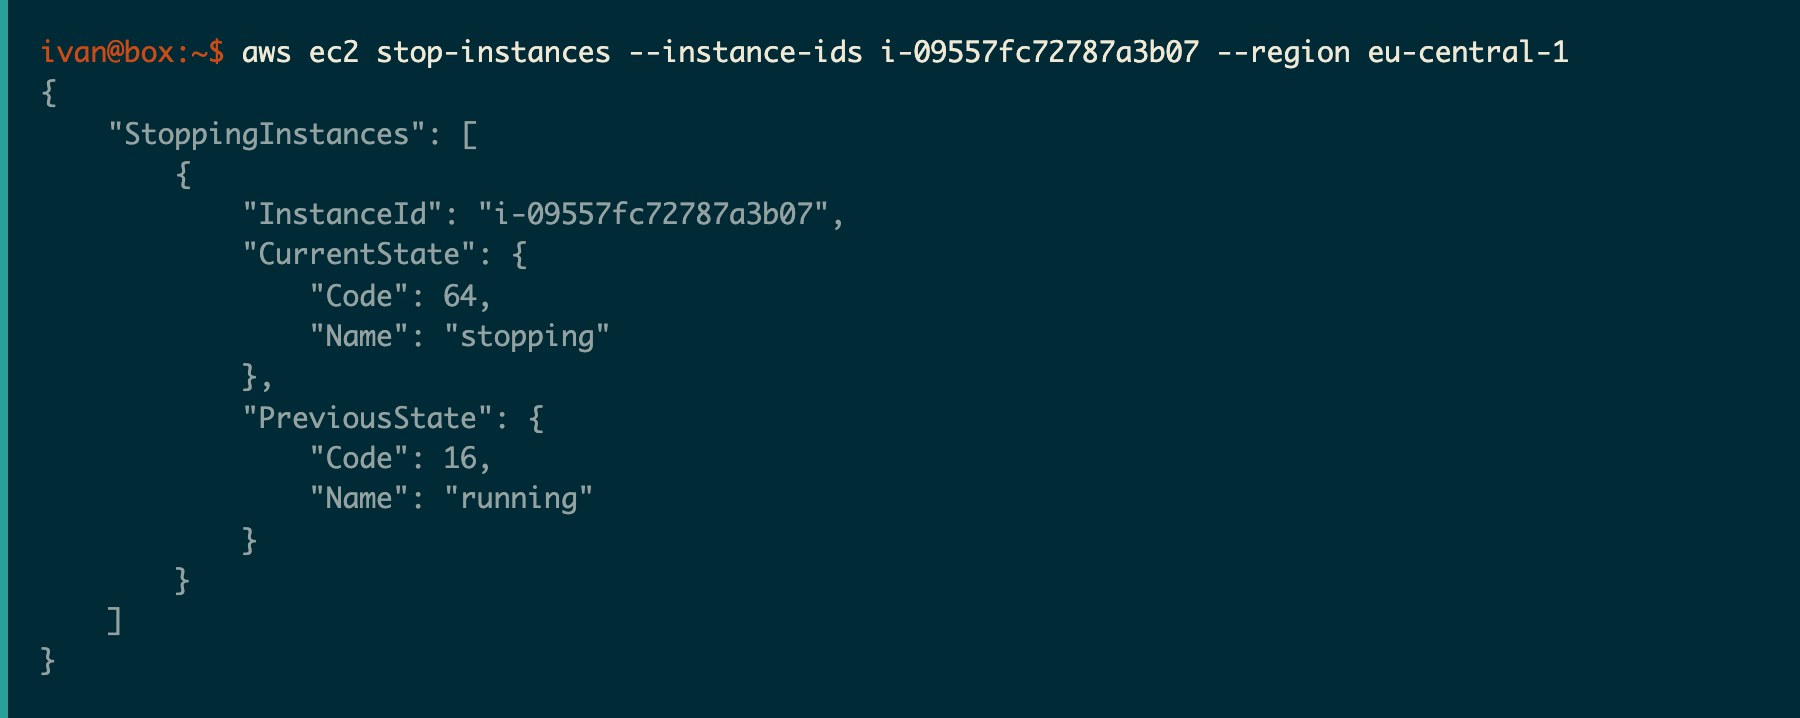 ivan@box:~$ aws ec2 stop-instances --instance-ids i-09557fc72787a3b07 --region eu-central-1
{
    "StoppingInstances": [
        {
            "InstanceId": "i-09557fc72787a3b07",
            "CurrentState": {
                "Code": 64,
                "Name": "stopping"
            },
            "PreviousState": {
                "Code": 16,
                "Name": "running"
            }
        }
    ]
}